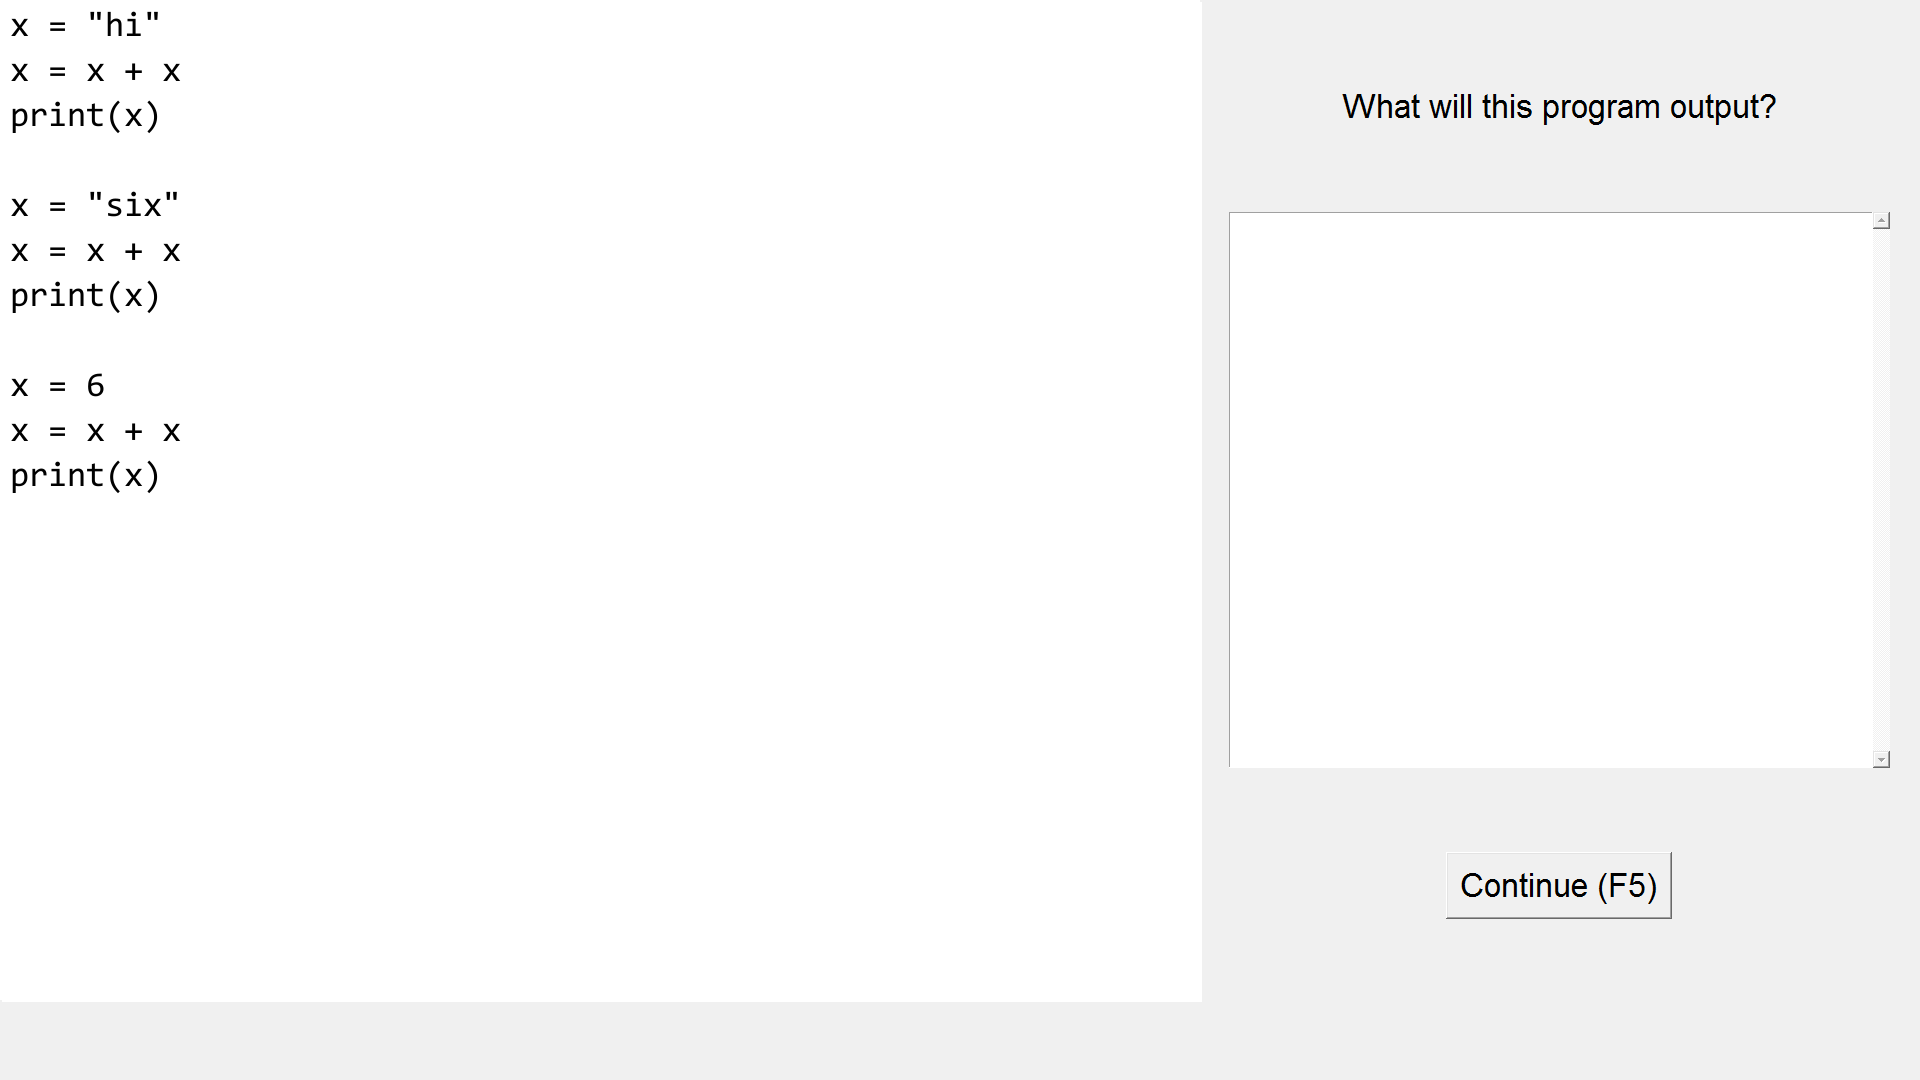 x = "hi"
x = x + x
print(x)
x = "six"
x = x + x
print(x)
x = 6
x = x + x
print(x)
What will this program output?
Continue (F5)